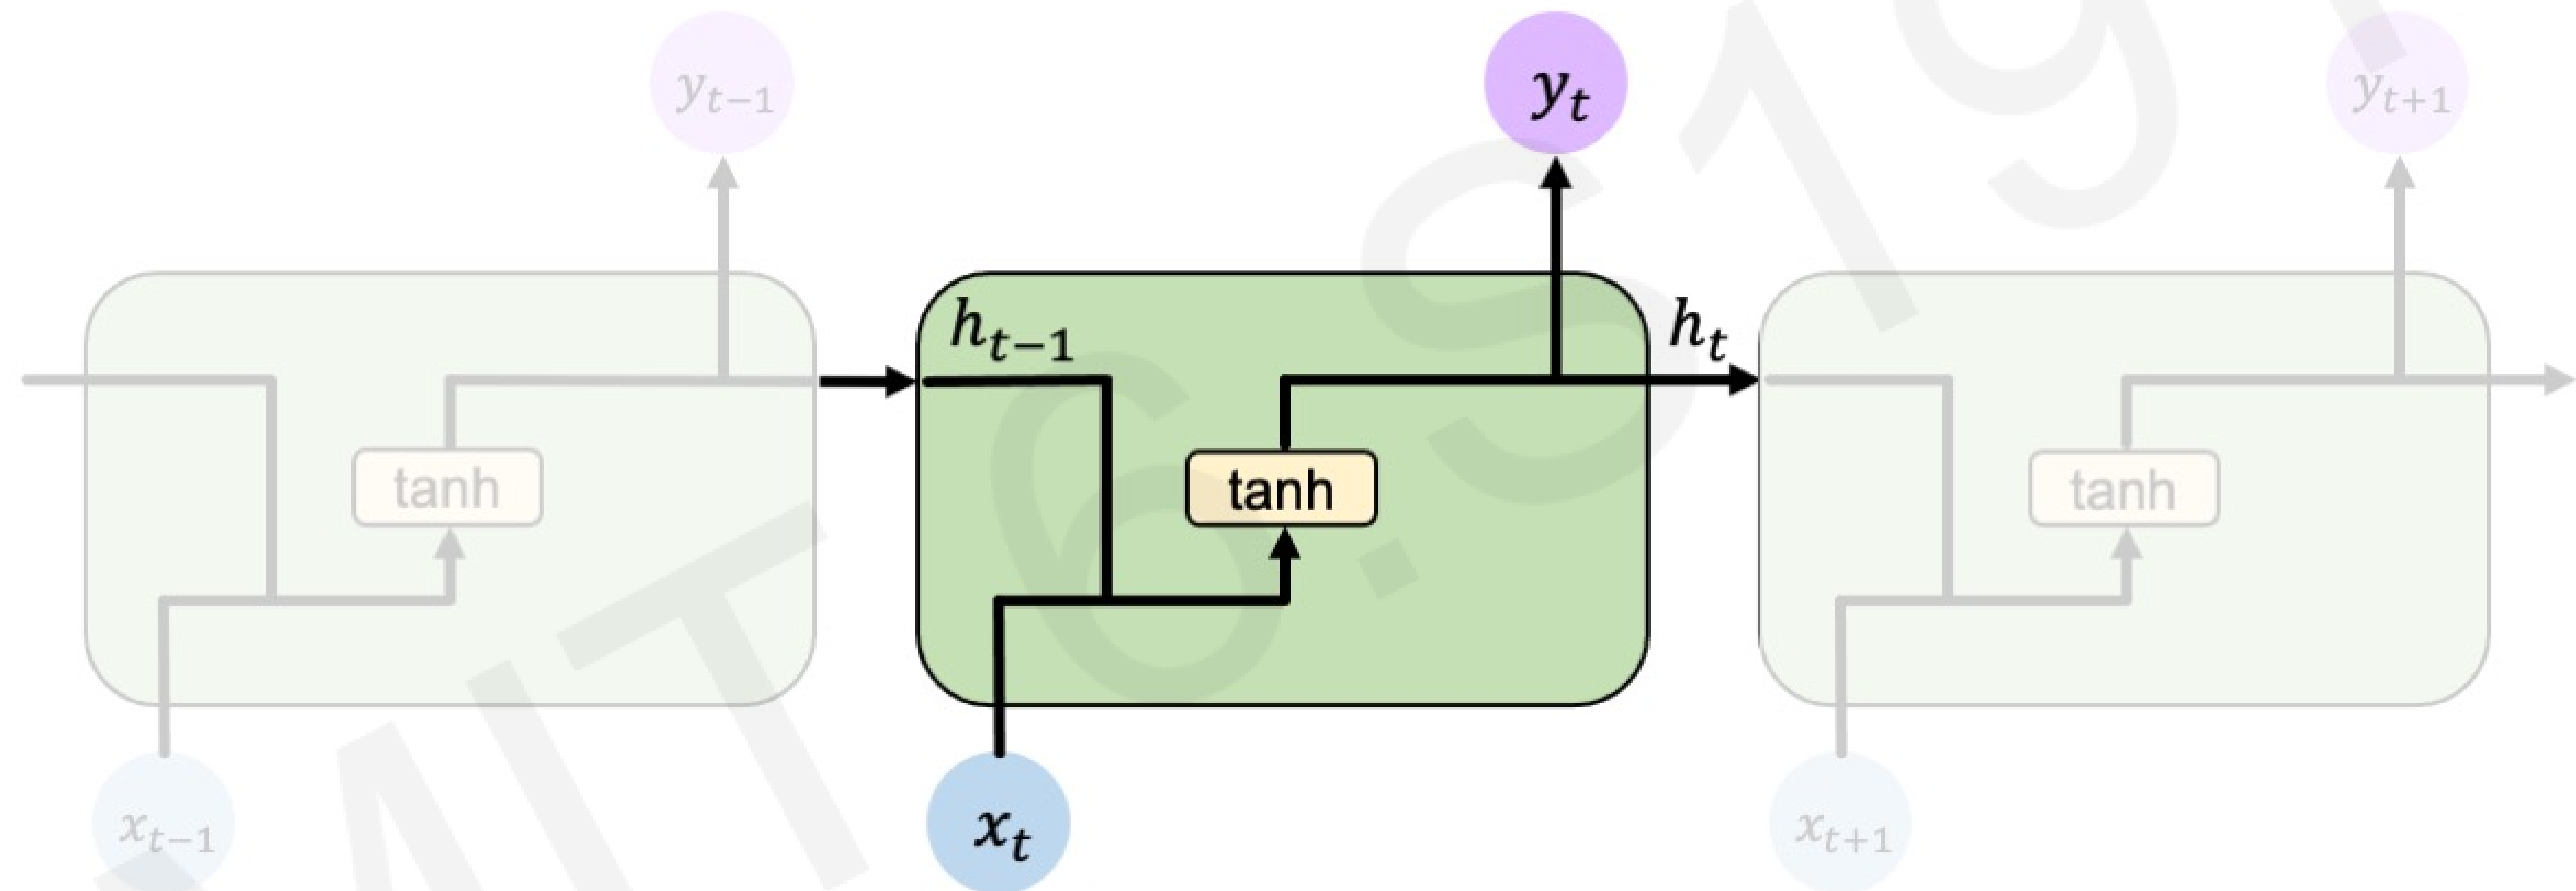 y_{t-1} y_t y_{t+1}
h_{t-1} h_t
tanh tanh tanh
x_{t-1} x_t x_{t+1}
MIT 6.S191